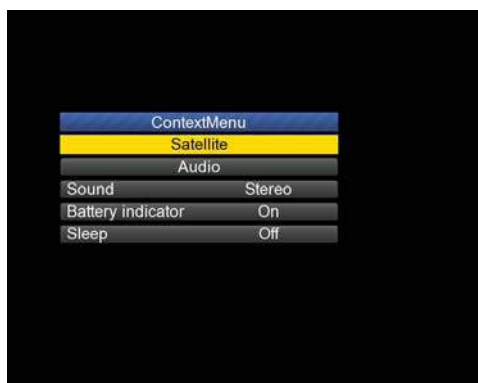 ContextMenu
Satellite
Audio
Sound Stereo
Battery indicator On
Sleep Off